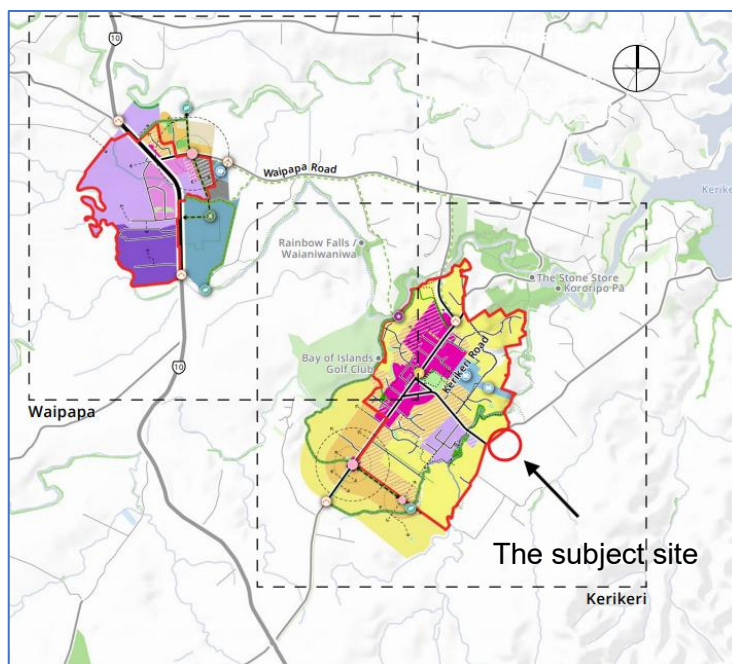 10
Waipapa Road
Rainbow Falls /
Waianiwaniwa
The Stone Store
Kororipo Pā
Kerike
Bay of Islands
Golf Club
Kerikeri Road
10
Waipapa
The subject site
Kerikeri